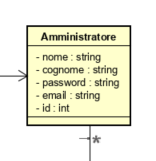 Amministratore
- nome : string
- cognome : string
- password : string
- email : string
- id : int
*